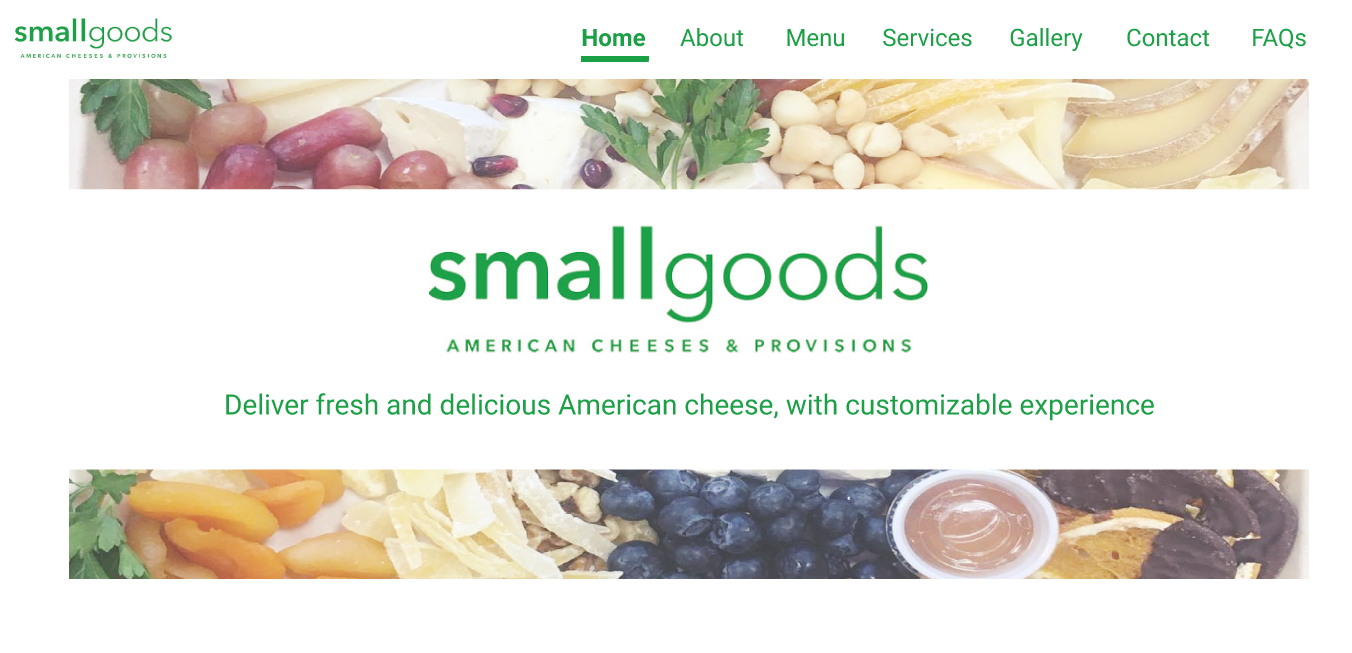 smallgoods
AMERICAN CHEESES & PROVISIONS
Home About Menu Services Gallery Contact FAQs
smallgoods
AMERICAN CHEESES & PROVISIONS
Deliver fresh and delicious American cheese, with customizable experience